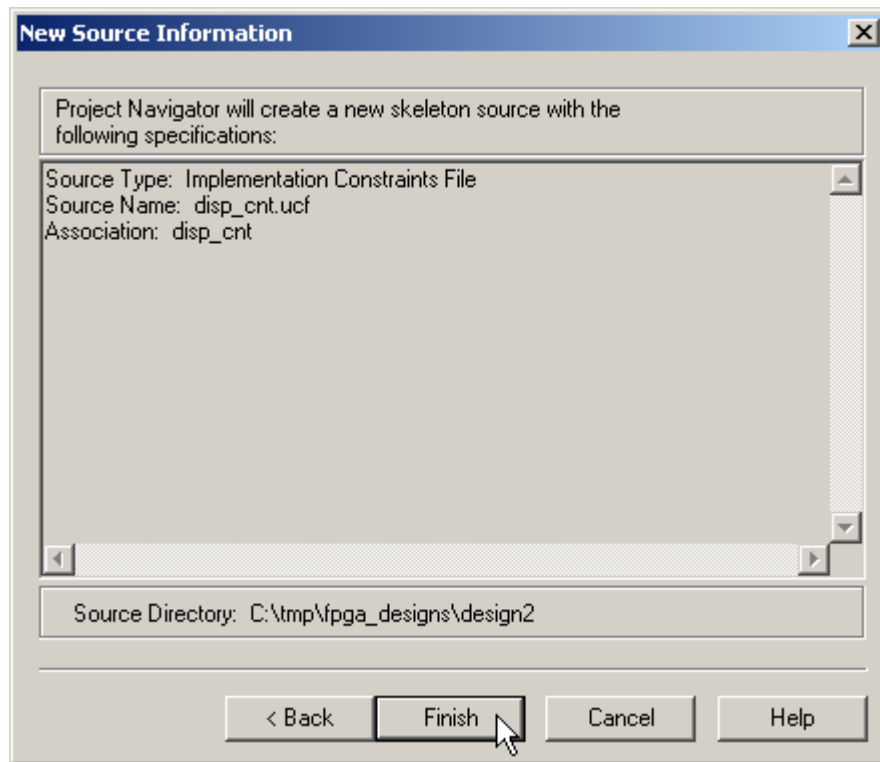 New Source Information
Project Navigator will create a new skeleton source with the
following specifications:
Source Type:  Implementation Constraints File
Source Name:  disp_cnt.ucf
Association:  disp_cnt
Source Directory:  C:\tmp\fpga_designs\design2
< Back
Finish
Cancel
Help